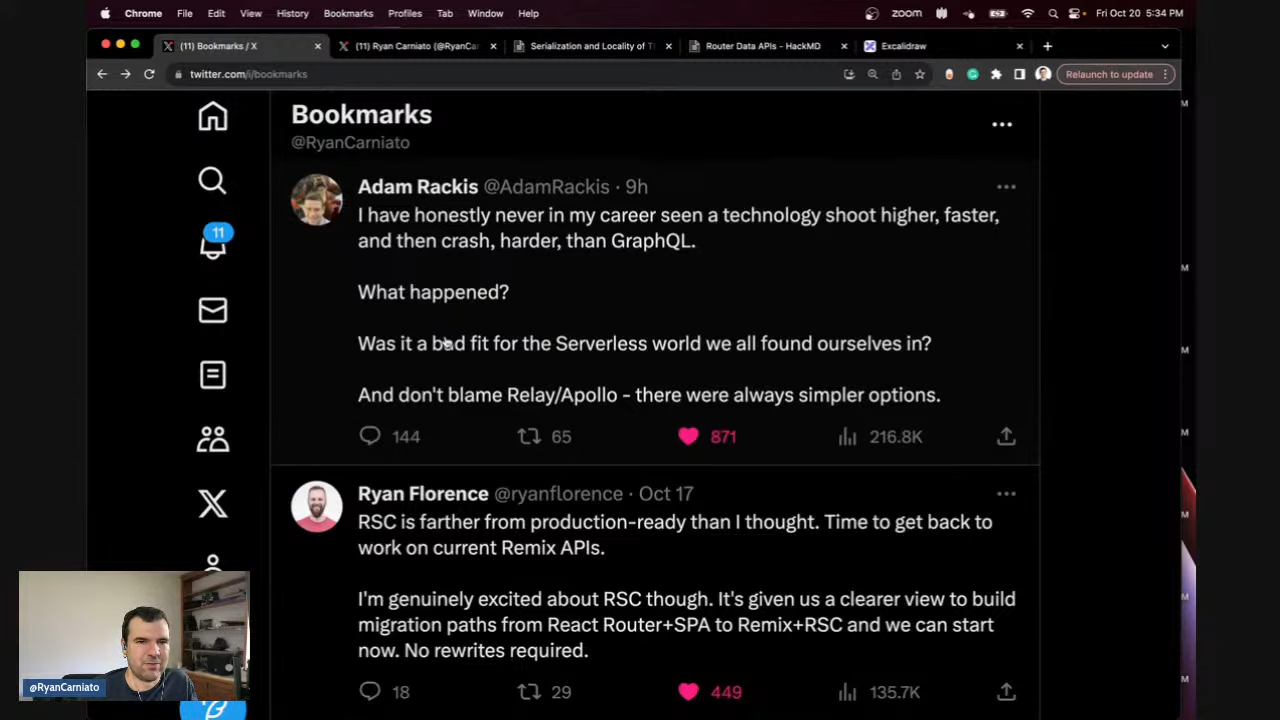 Chrome File Edit View History Bookmarks Profiles Tab Window Help zoom Fri Oct 20 5:34 PM
(11) Bookmarks / X (11) Ryan Carniato (@RyanCar Serialization and Locality of T Router Data APIs - HackMD Excalidraw
twitter.com/i/bookmarks Relaunch to update
Bookmarks
@RyanCarniato
Adam Rackis @AdamRackis · 9h
I have honestly never in my career seen a technology shoot higher, faster,
and then crash, harder, than GraphQL.
11
What happened?
Was it a bad fit for the Serverless world we all found ourselves in?
And don't blame Relay/Apollo - there were always simpler options.
144 65 871 216.8K
Ryan Florence @ryanflorence · Oct 17
RSC is farther from production-ready than I thought. Time to get back to
work on current Remix APIs.
I'm genuinely excited about RSC though. It's given us a clearer view to build
migration paths from React Router+SPA to Remix+RSC and we can start
now. No rewrites required.
18 29 449 135.7K
@RyanCarniato